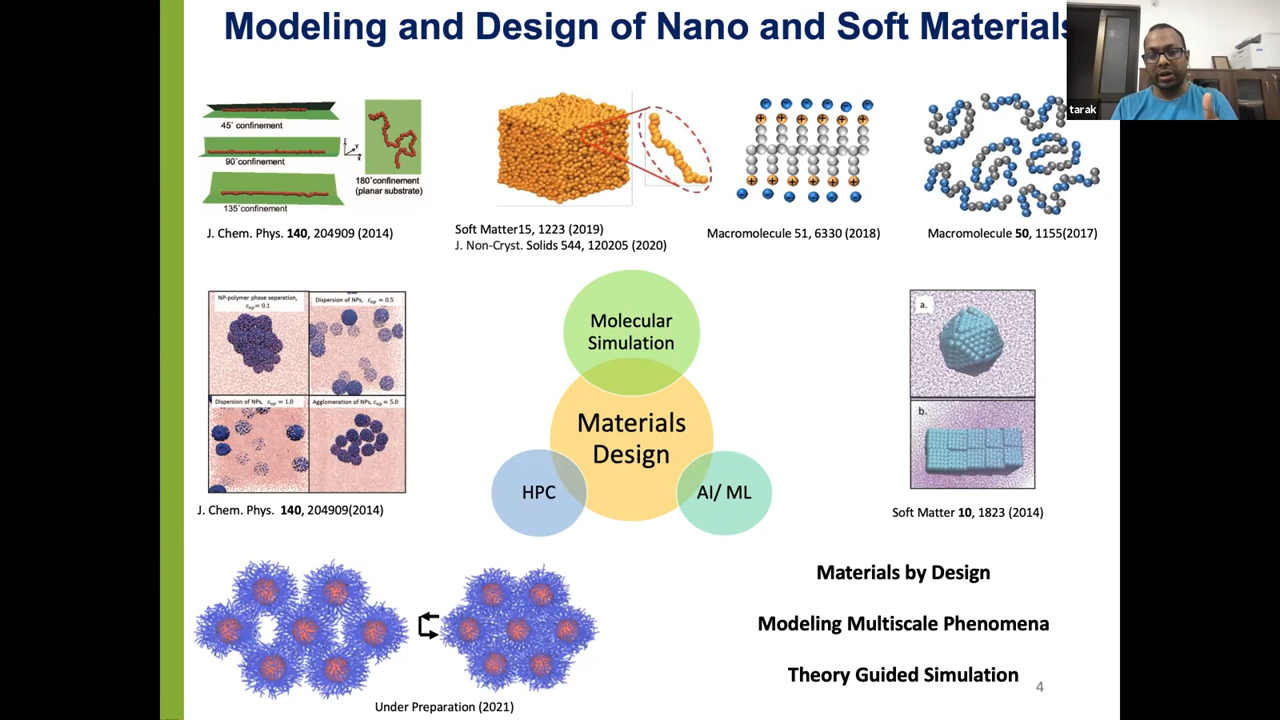 Modeling and Design of Nano and Soft Materials
tarak
45° confinement
90°confinement
135°confinement
180°confinement
(planar substrate)
J. Chem. Phys. 140, 204909 (2014)
Soft Matter15, 1223 (2019)
J. Non-Cryst. Solids 544, 120205 (2020)
Macromolecule 51, 6330 (2018)
Macromolecule 50, 1155(2017)
NP-polymer phase separation,
εnp= 0.1
Dispersion of NPs, εnp = 0.5
Dispersion of NPs, εnp = 1.0
Agglomeration of NPs, εnp = 5.0
J. Chem. Phys. 140, 204909(2014)
Molecular
Simulation
Materials
Design
HPC
AI/ ML
a.
b.
Soft Matter 10, 1823 (2014)
Under Preparation (2021)
Materials by Design
Modeling Multiscale Phenomena
Theory Guided Simulation
4